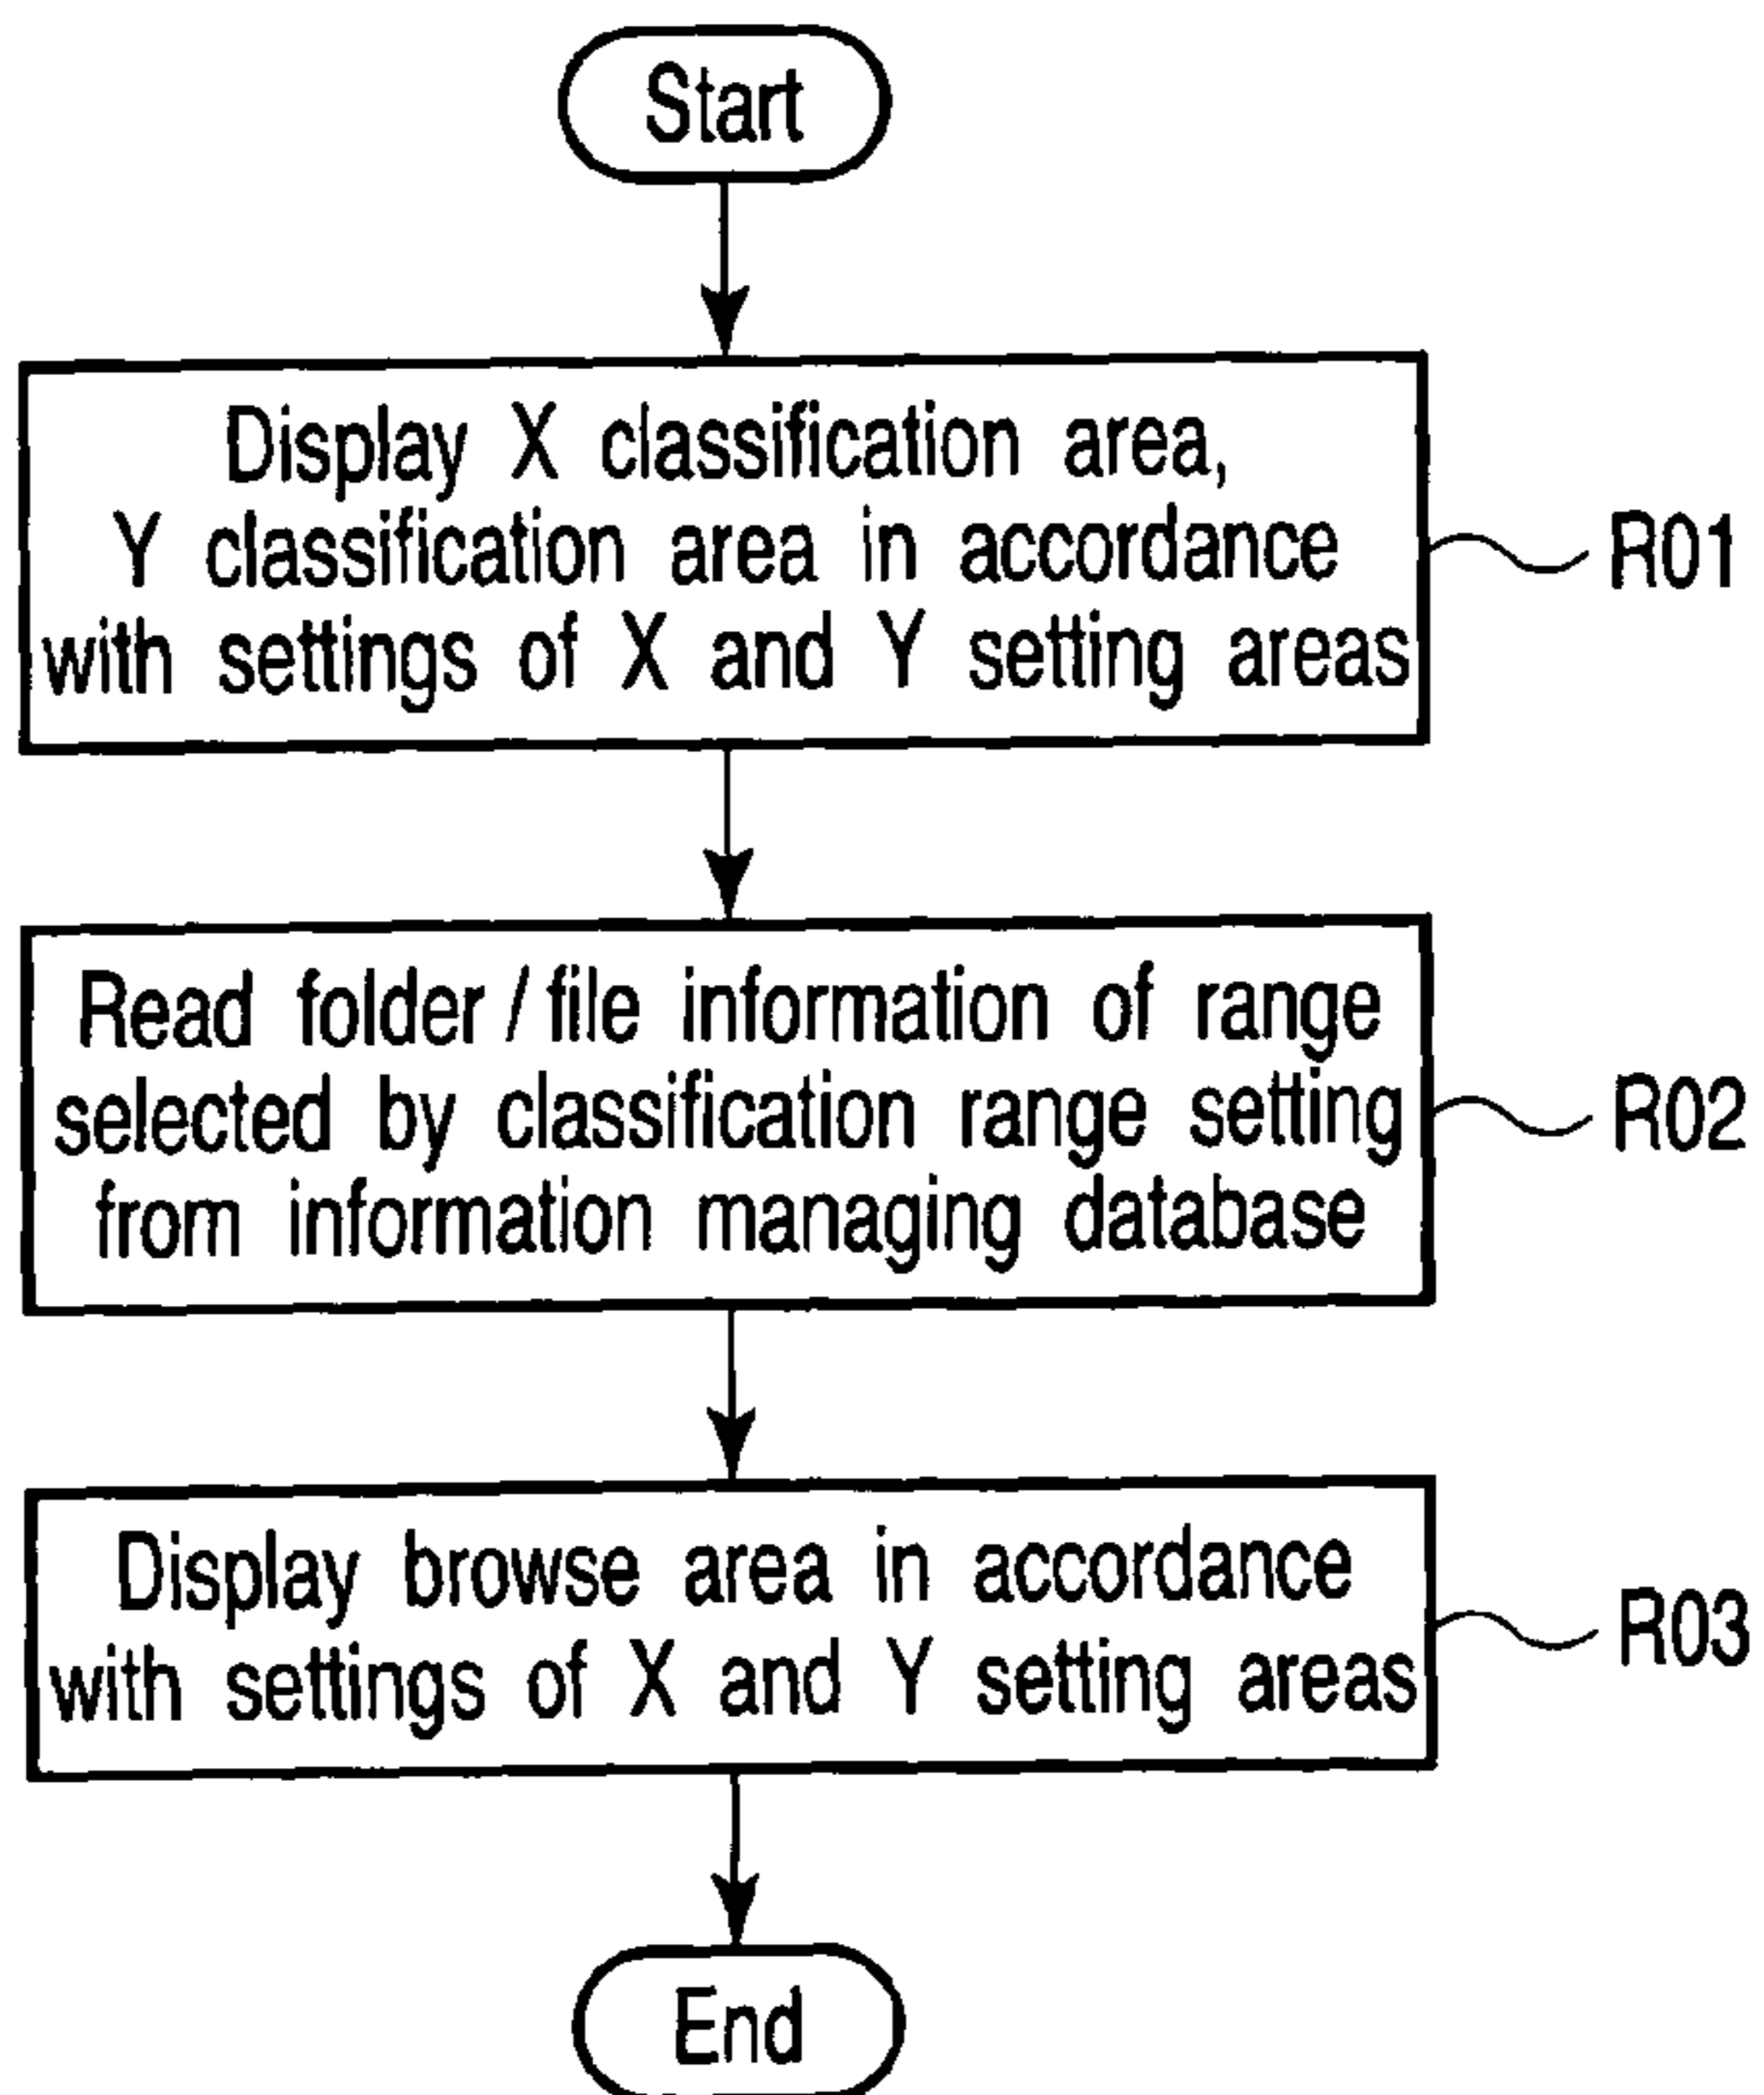 Start
Display X classification area,
Y classification area in accordance
with settings of X and Y setting areas
R01
Read folder / file information of range
selected by classification range setting
from information managing database
R02
Display browse area in accordance
with settings of X and Y setting areas
R03
End